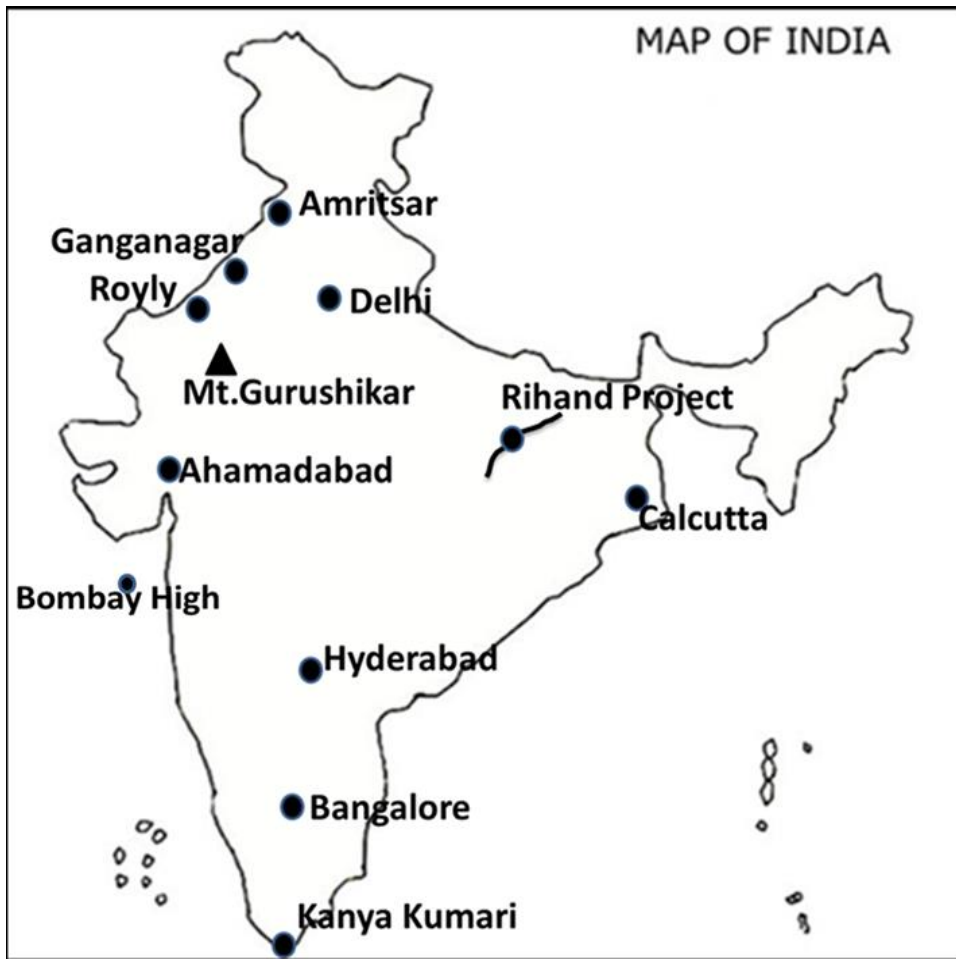 MAP OF INDIA
Amritsar
Ganganagar
Royly
Delhi
Mt.Gurushikar
Rihand Project
Ahamadabad
Calcutta
Bombay High
Hyderabad
Bangalore
Kanya Kumari